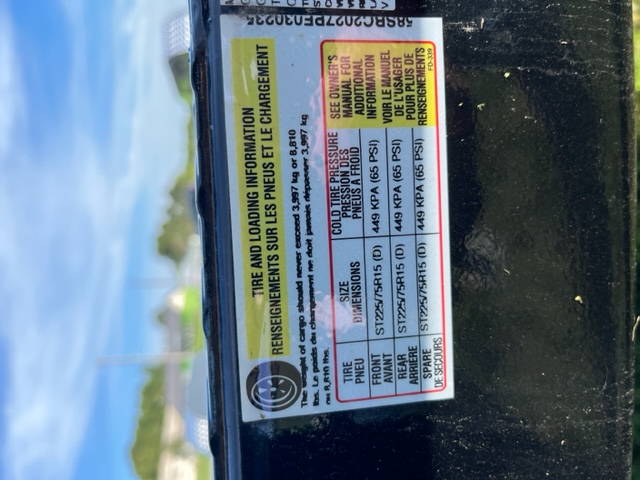 58SBC2027PE030235
TIRE AND LOADING INFORMATION
RENSEIGNEMENTS SUR LES PNEUS ET LE CHARGEMENT
The weight of cargo should never exceed 3,997 kg or 8,810
lbs. Le poids du chargement ne doit jamais dépasser 3,997 kg
ou 8,810 lbs.
TIRE
PNEU
SIZE
DIMENSIONS
COLD TIRE PRESSURE
PRESSION DES
PNEUS A FROID
SEE OWNER'S
MANUAL FOR
ADDITIONAL
INFORMATION
VOIR LE MANUEL
DE L'USAGER
POUR PLUS DE
RENSEIGNEMENTS
FRONT
AVANT
ST225/75R15 (D)
449 KPA (65 PSI)
REAR
ARRIÈRE
ST225/75R15 (D)
449 KPA (65 PSI)
SPARE
DE SECOURS
ST225/75R15 (D)
449 KPA (65 PSI)
FD-339